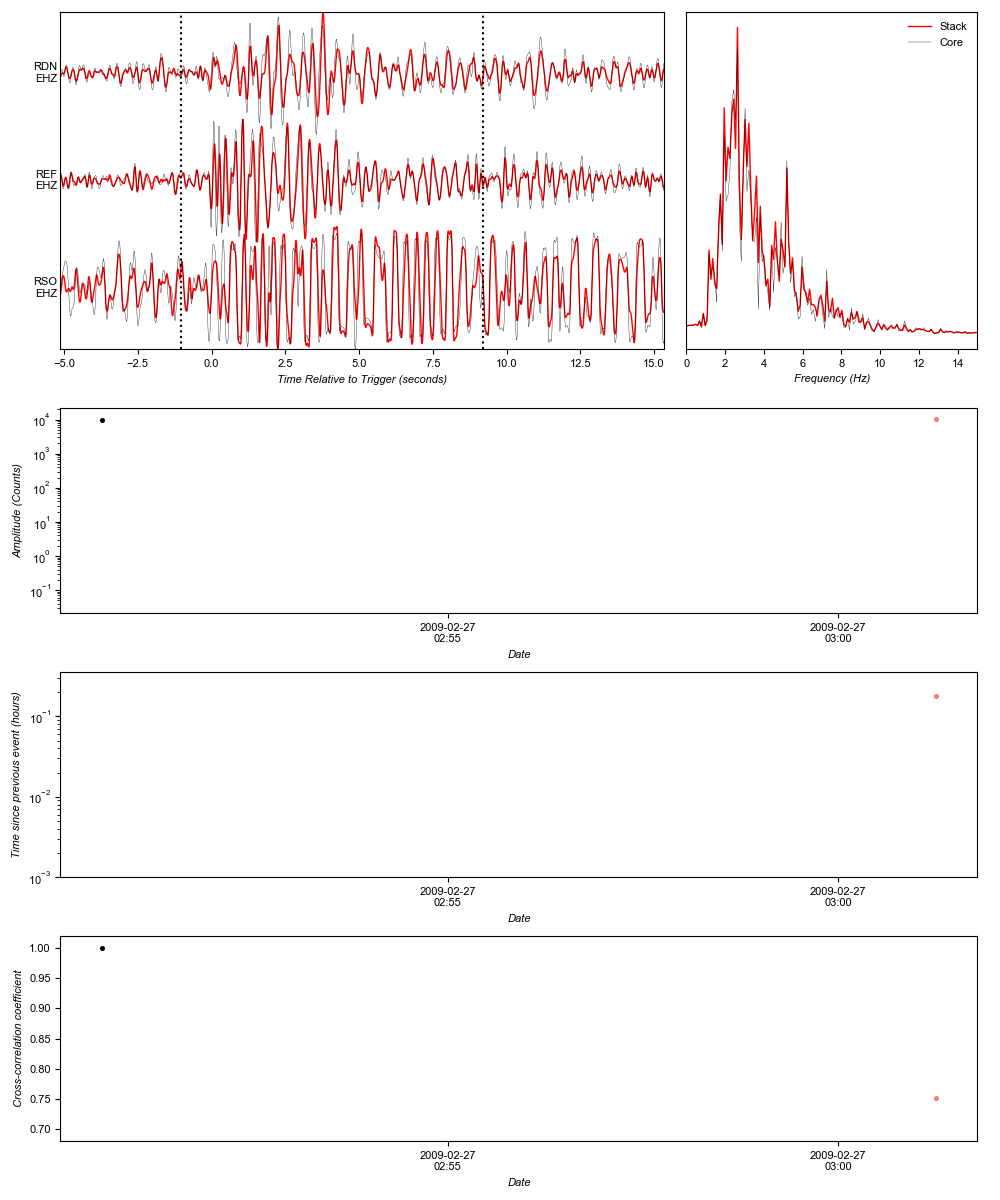 RDN
EHZ
REF
EHZ
RSO
EHZ
−5.0 −2.5 0.0 2.5 5.0 7.5 10.0 12.5 15.0
Time Relative to Trigger (seconds)
Stack
Core
0 2 4 6 8 10 12 14
Frequency (Hz)
10⁴
10³
10²
10¹
10⁰
10⁻¹
Amplitude (Counts)
2009-02-27
02:55
2009-02-27
03:00
Date
10⁻¹
10⁻²
10⁻³
Time since previous event (hours)
2009-02-27
02:55
2009-02-27
03:00
Date
1.00
0.95
0.90
0.85
0.80
0.75
0.70
Cross-correlation coefficient
2009-02-27
02:55
2009-02-27
03:00
Date